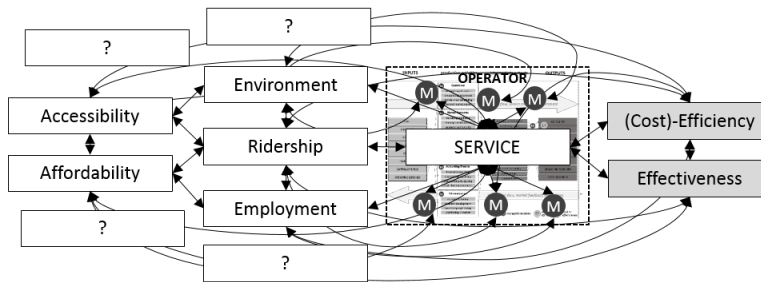 ?
?
INPUTS
OUTPUTS
OPERATOR
Environment
M
M
M
Accessibility
(Cost)-Efficiency
Ridership
SERVICE
Affordability
Effectiveness
Employment
M
M
M
?
?